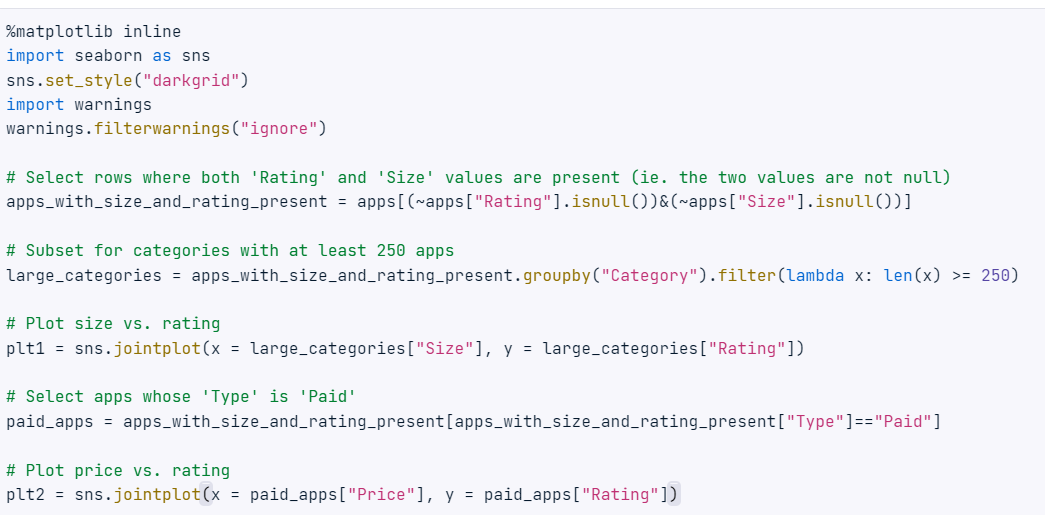 %matplotlib inline
import seaborn as sns
sns.set_style("darkgrid")
import warnings
warnings.filterwarnings("ignore")
# Select rows where both 'Rating' and 'Size' values are present (ie. the two values are not null)
apps_with_size_and_rating_present = apps[(~apps["Rating"].isnull())&(~apps["Size"].isnull())]
# Subset for categories with at least 250 apps
large_categories = apps_with_size_and_rating_present.groupby("Category").filter(lambda x: len(x) >= 250)
# Plot size vs. rating
plt1 = sns.jointplot(x = large_categories["Size"], y = large_categories["Rating"])
# Select apps whose 'Type' is 'Paid'
paid_apps = apps_with_size_and_rating_present[apps_with_size_and_rating_present["Type"]=="Paid"]
# Plot price vs. rating
plt2 = sns.jointplot(x = paid_apps["Price"], y = paid_apps["Rating"])